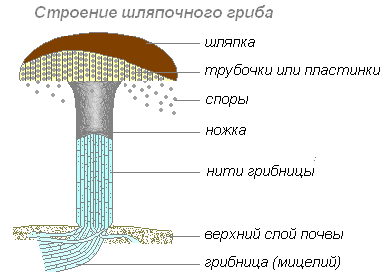 Строение шляпочного гриба
шляпка
трубочки или пластинки
споры
ножка
нити грибницы
верхний слой почвы
грибница (мицелий)